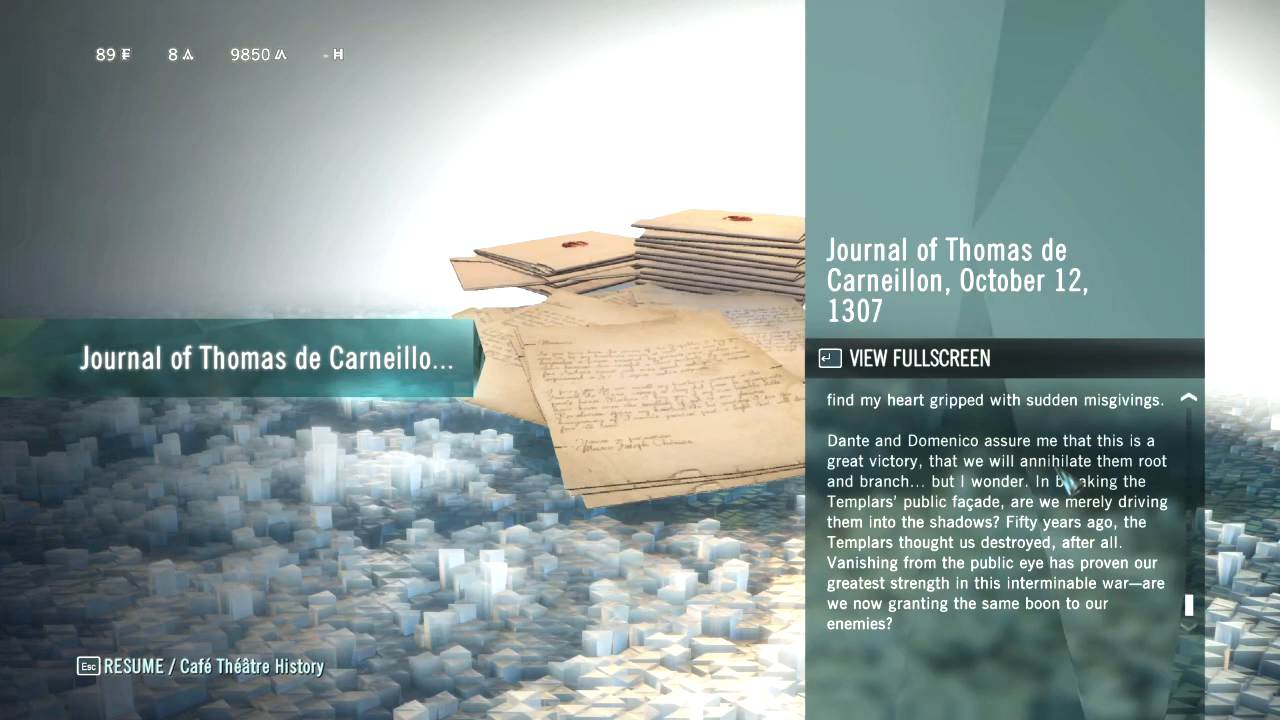 89 8 9850 -
Journal of Thomas de
Carneillon, October 12,
1307
VIEW FULLSCREEN
Journal of Thomas de Carneillo...
find my heart gripped with sudden misgivings.
Dante and Domenico assure me that this is a
great victory, that we will annihilate them root
and branch... but I wonder. In breaking the
Templars' public façade, are we merely driving
them into the shadows? Fifty years ago, the
Templars thought us destroyed, after all.
Vanishing from the public eye has proven our
greatest strength in this interminable war—are
we now granting the same boon to our
enemies?
Esc RESUME / Café Théâtre History